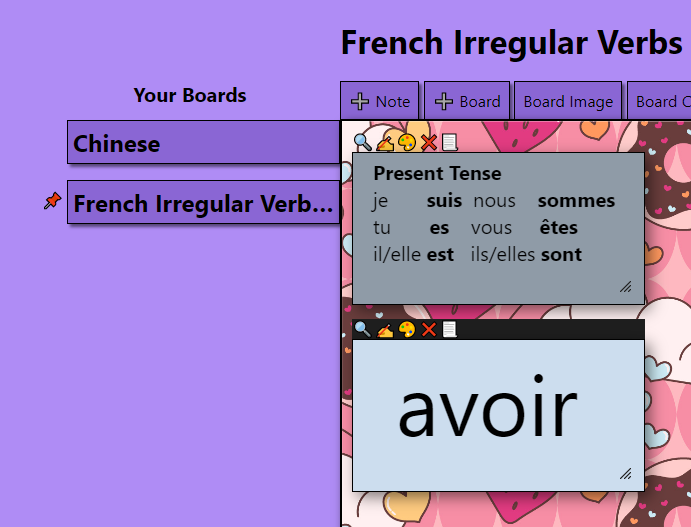 French Irregular Verbs
Your Boards
Note
Board
Board Image
Board C
Chinese
French Irregular Verb...
Present Tense
je suis nous sommes
tu es vous êtes
il/elle est ils/elles sont
avoir